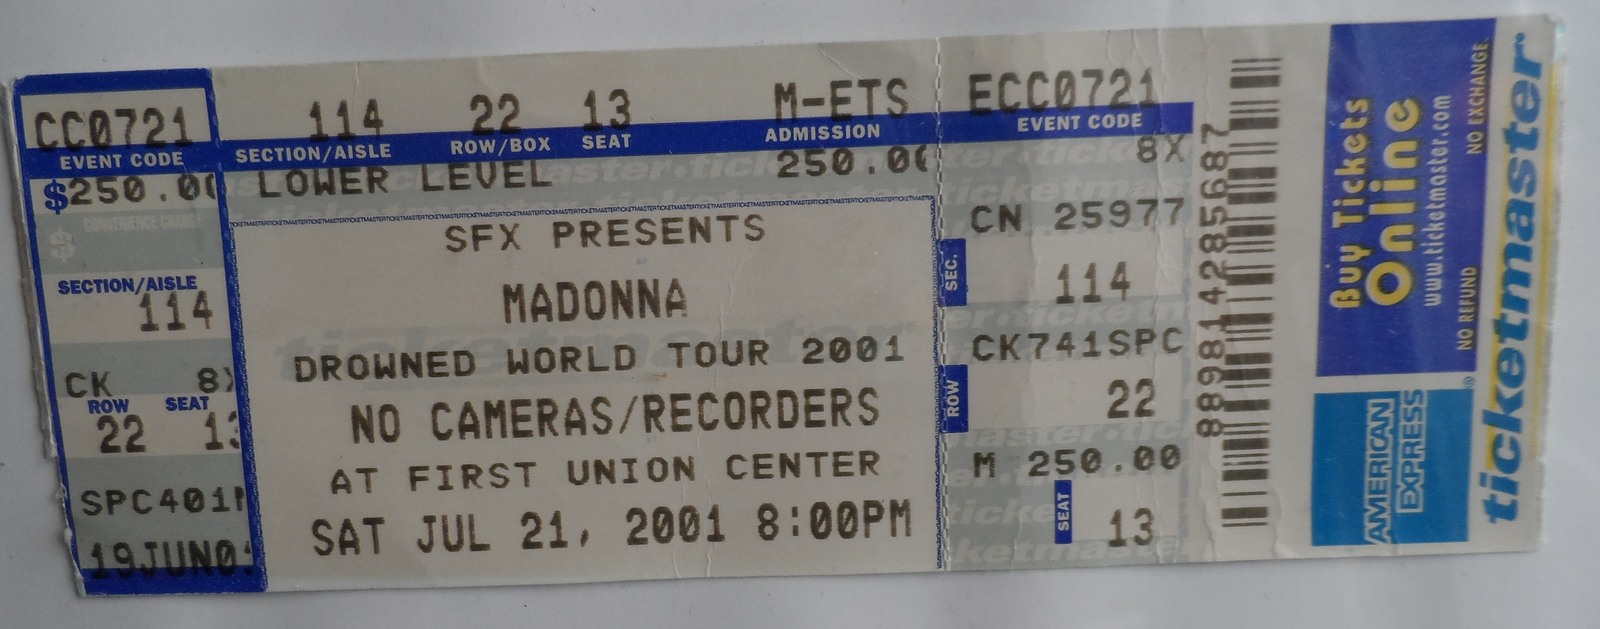 CC0721 114 22 13 M-ETS ECC0721
EVENT CODE SECTION/AISLE ROW/BOX SEAT ADMISSION EVENT CODE
$250.00 LOWER LEVEL 250.00 8X
CONVENIENCE CHARGE
$
SECTION/AISLE
114
CK 8X
ROW SEAT
22 13
SPC401
19JUN0
SFX PRESENTS
MADONNA
DROWNED WORLD TOUR 2001
NO CAMERAS/RECORDERS
AT FIRST UNION CENTER
SAT JUL 21, 2001 8:00PM
CN 25977
SEC. 114
CK741SPC
ROW 22
M 250.00
SEAT 13
889814285687
Buy Tickets
Online
www.ticketmaster.com
NO REFUND NO EXCHANGE
AMERICAN
EXPRESS®
ticketmaster